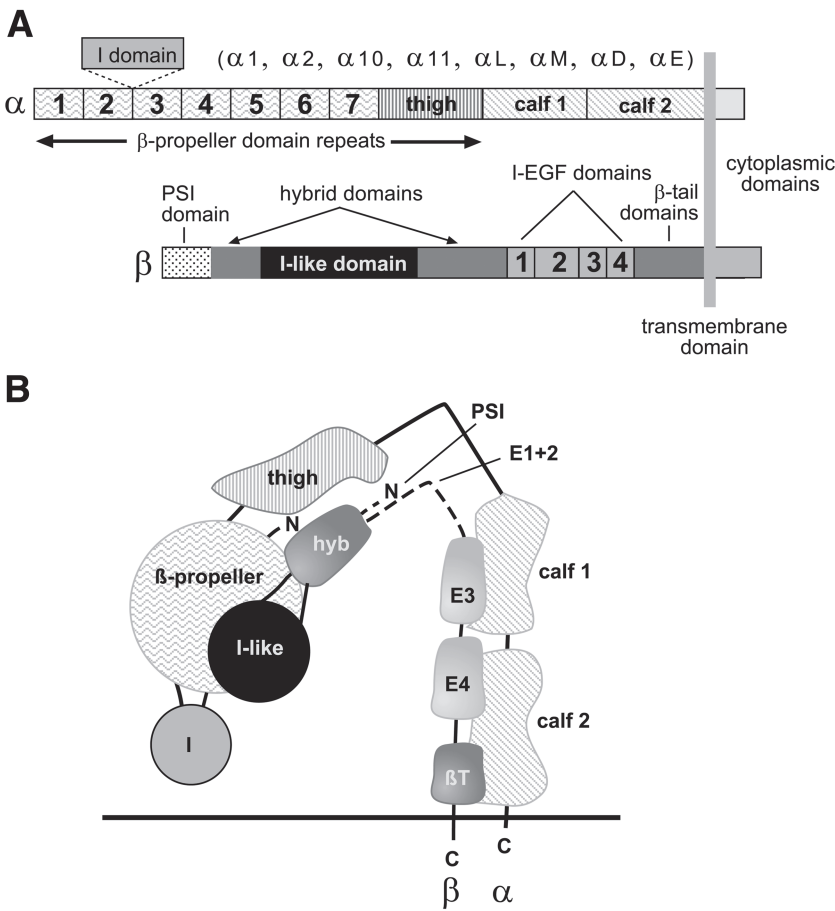 A
I domain
(α1, α2, α10, α11, αL, αM, αD, αE)
α 1 2 3 4 5 6 7 thigh calf 1 calf 2
β-propeller domain repeats
cytoplasmic
domains
PSI
domain
hybrid domains
I-EGF domains
β-tail
domains
β I-like domain 1 2 3 4
transmembrane
domain
B
PSI
E1+2
thigh
N
N
hyb
ß-propeller
calf 1
E3
I-like
E4
calf 2
I
ßT
C
C
β α